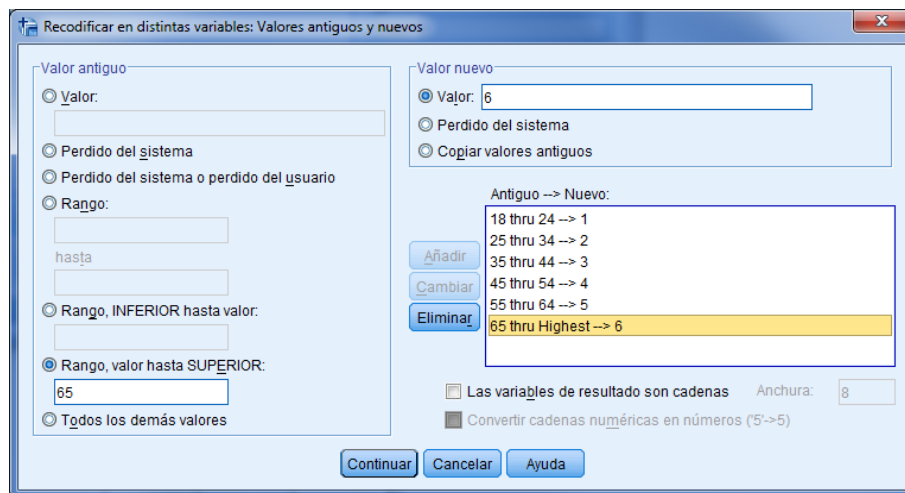 Recodificar en distintas variables: Valores antiguos y nuevos
Valor antiguo
Valor:
Perdido del sistema
Perdido del sistema o perdido del usuario
Rango:
hasta
Rango, INFERIOR hasta valor:
Rango, valor hasta SUPERIOR:
65
Todos los demás valores
Valor nuevo
Valor: 6
Perdido del sistema
Copiar valores antiguos
Antiguo --> Nuevo:
18 thru 24 --> 1
25 thru 34 --> 2
35 thru 44 --> 3
45 thru 54 --> 4
55 thru 64 --> 5
65 thru Highest --> 6
Añadir
Cambiar
Eliminar
Las variables de resultado son cadenas Anchura: 8
Convertir cadenas numéricas en números ('5'->5)
Continuar Cancelar Ayuda